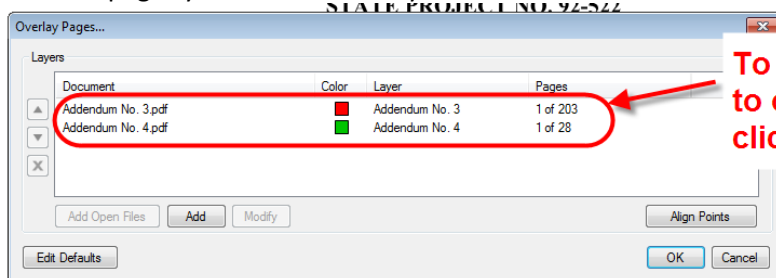 STATE PROJECT NO. 92-522
Overlay Pages...
Layers
Document Color Layer Pages
Addendum No. 3.pdf Addendum No. 3 1 of 203
Addendum No. 4.pdf Addendum No. 4 1 of 28
To
to
Add Open Files Add Modify Align Points
Edit Defaults OK Cancel